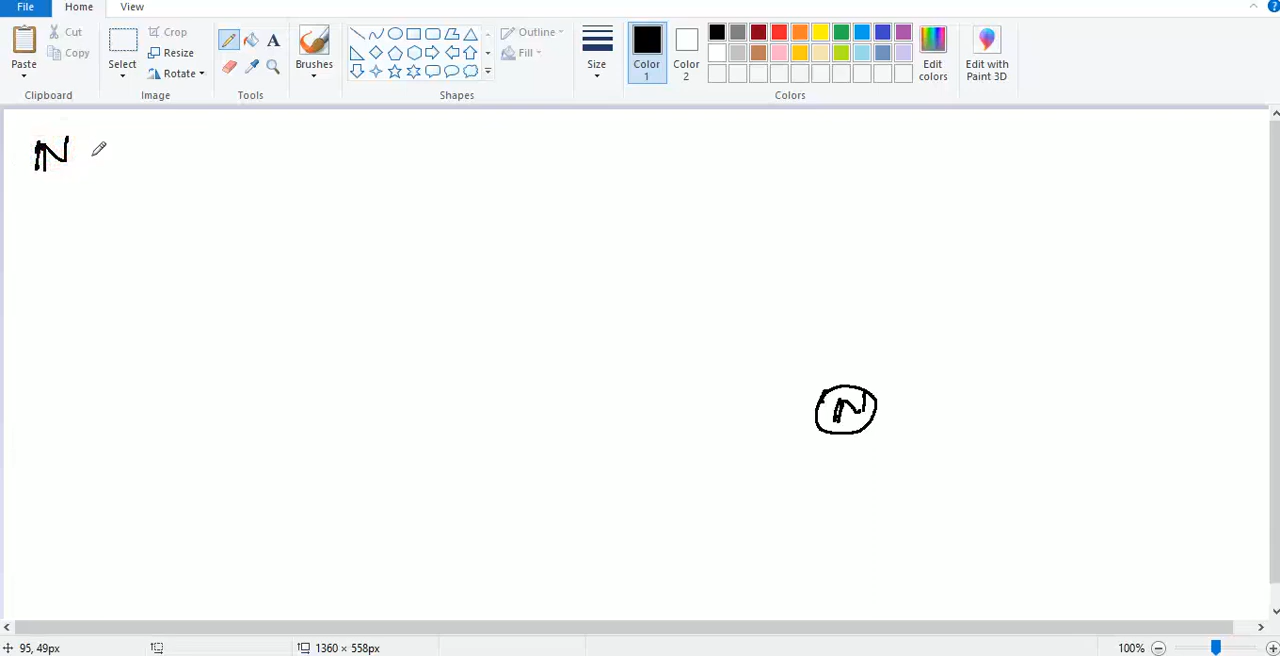 File Home View
Cut Crop Outline
Copy Resize Fill
Paste Select Rotate Brushes Size Color 1 Color 2 Edit colors Edit with Paint 3D
Clipboard Image Tools Shapes Colors
N
N
95, 49px 1360 × 558px 100%